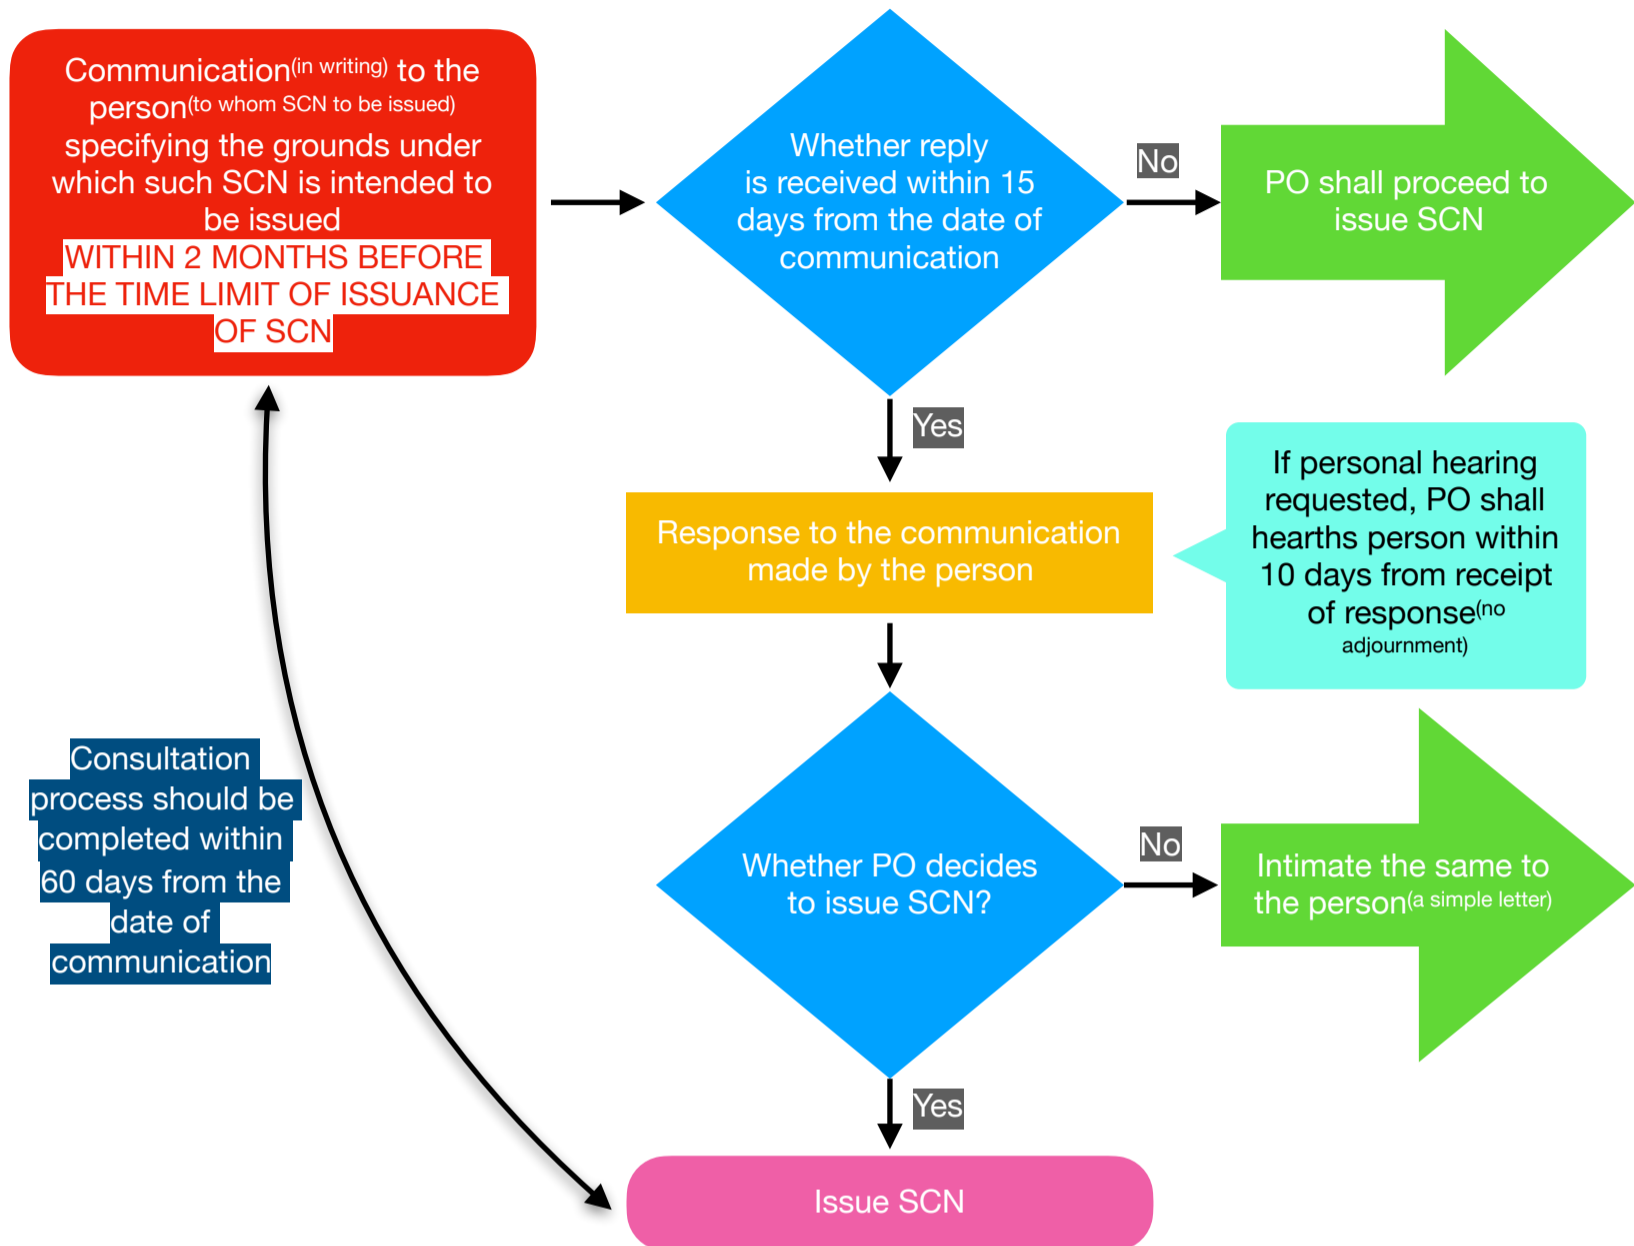 Communication(in writing) to the
person(to whom SCN to be issued)
specifying the grounds under
which such SCN is intended to
be issued
WITHIN 2 MONTHS BEFORE
THE TIME LIMIT OF ISSUANCE
OF SCN
Whether reply
is received within 15
days from the date of
communication
No
PO shall proceed to
issue SCN
Yes
Response to the communication
made by the person
If personal hearing
requested, PO shall
hearths person within
10 days from receipt
of response(no
adjournment)
Consultation
process should be
completed within
60 days from the
date of
communication
Whether PO decides
to issue SCN?
No
Intimate the same to
the person(a simple letter)
Yes
Issue SCN